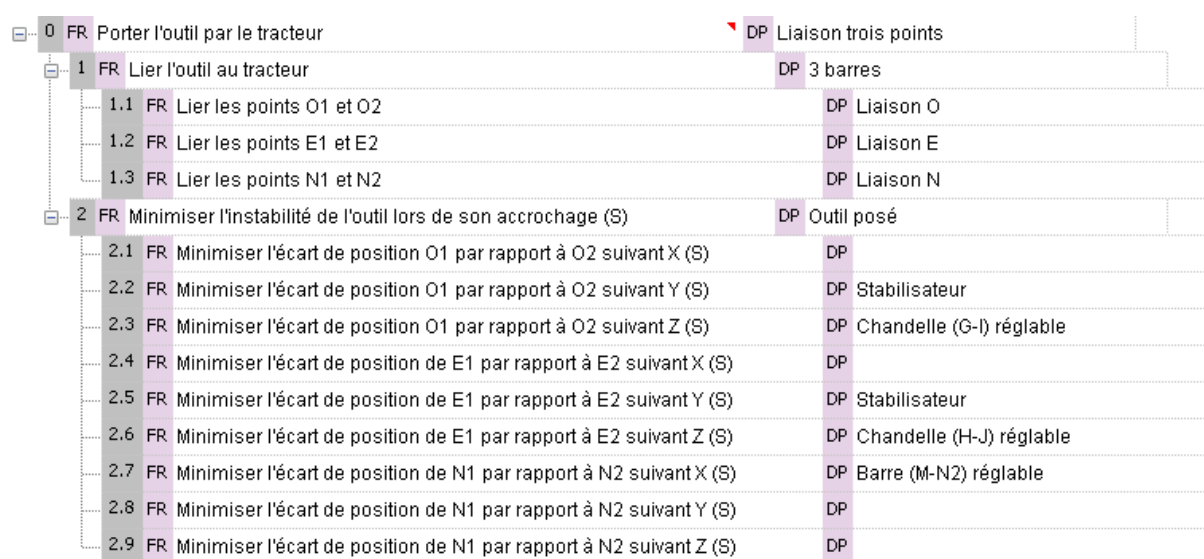 0 FR Porter l'outil par le tracteur DP Liaison trois points
1 FR Lier l'outil au tracteur DP 3 barres
1.1 FR Lier les points O1 et O2 DP Liaison O
1.2 FR Lier les points E1 et E2 DP Liaison E
1.3 FR Lier les points N1 et N2 DP Liaison N
2 FR Minimiser l'instabilité de l'outil lors de son accrochage (S) DP Outil posé
2.1 FR Minimiser l'écart de position O1 par rapport à O2 suivant X (S) DP
2.2 FR Minimiser l'écart de position O1 par rapport à O2 suivant Y (S) DP Stabilisateur
2.3 FR Minimiser l'écart de position O1 par rapport à O2 suivant Z (S) DP Chandelle (G-I) réglable
2.4 FR Minimiser l'écart de position de E1 par rapport à E2 suivant X (S) DP
2.5 FR Minimiser l'écart de position de E1 par rapport à E2 suivant Y (S) DP Stabilisateur
2.6 FR Minimiser l'écart de position de E1 par rapport à E2 suivant Z (S) DP Chandelle (H-J) réglable
2.7 FR Minimiser l'écart de position de N1 par rapport à N2 suivant X (S) DP Barre (M-N2) réglable
2.8 FR Minimiser l'écart de position de N1 par rapport à N2 suivant Y (S) DP
2.9 FR Minimiser l'écart de position de N1 par rapport à N2 suivant Z (S) DP